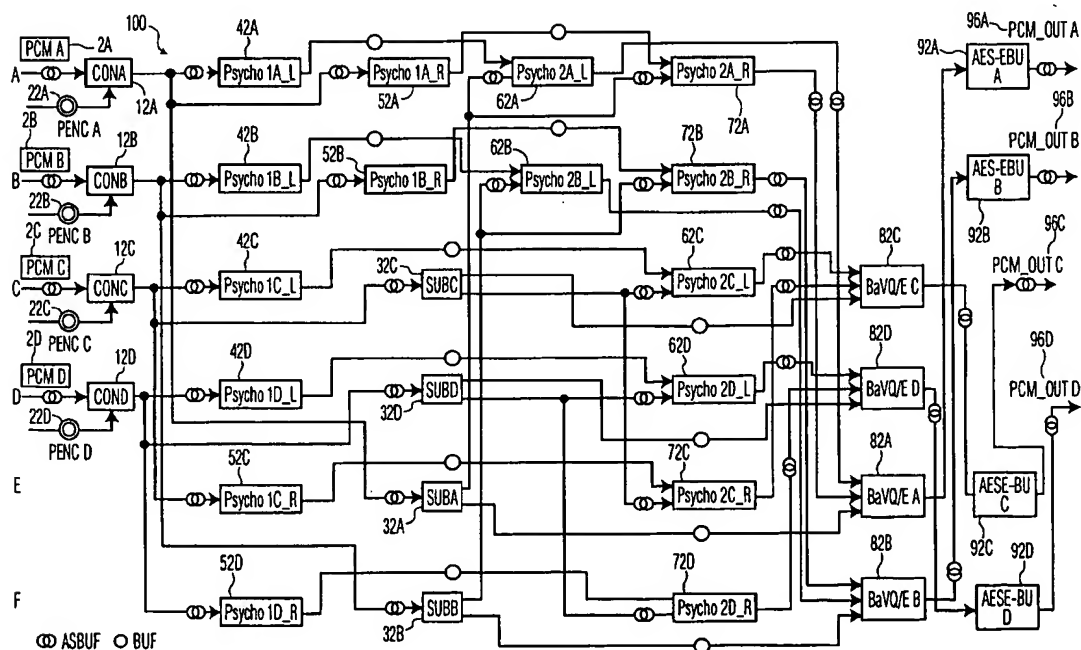 100
PCM A 2A
A
CONA
22A
PENC A
12A
42A
Psycho 1A_L
Psycho 1A_R
52A
Psycho 2A_L
62A
Psycho 2A_R
72A
92A
AES-EBU
A
96A
PCM_OUT A
2B
PCM B
B
CONB
12B
22B
PENC B
42B
Psycho 1B_L
52B
Psycho 1B_R
62B
Psycho 2B_L
72B
Psycho 2B_R
96B
PCM_OUT B
AES-EBU
B
92B
2C
PCM C
C
CONC
12C
22C
PENC C
42C
Psycho 1C_L
32C
SUBC
62C
Psycho 2C_L
82C
BaVQ/E C
96C
PCM_OUT C
2D
PCM D
D
COND
12D
22D
PENC D
42D
Psycho 1D_L
SUBD
32D
62D
Psycho 2D_L
82D
BaVQ/E D
96D
PCM_OUT D
E
52C
Psycho 1C_R
SUBA
32A
72C
Psycho 2C_R
82A
BaVQ/E A
AESE-BU
C
92C
F
52D
Psycho 1D_R
SUBB
32B
72D
Psycho 2D_R
82B
BaVQ/E B
92D
AESE-BU
D
ASBUF BUF